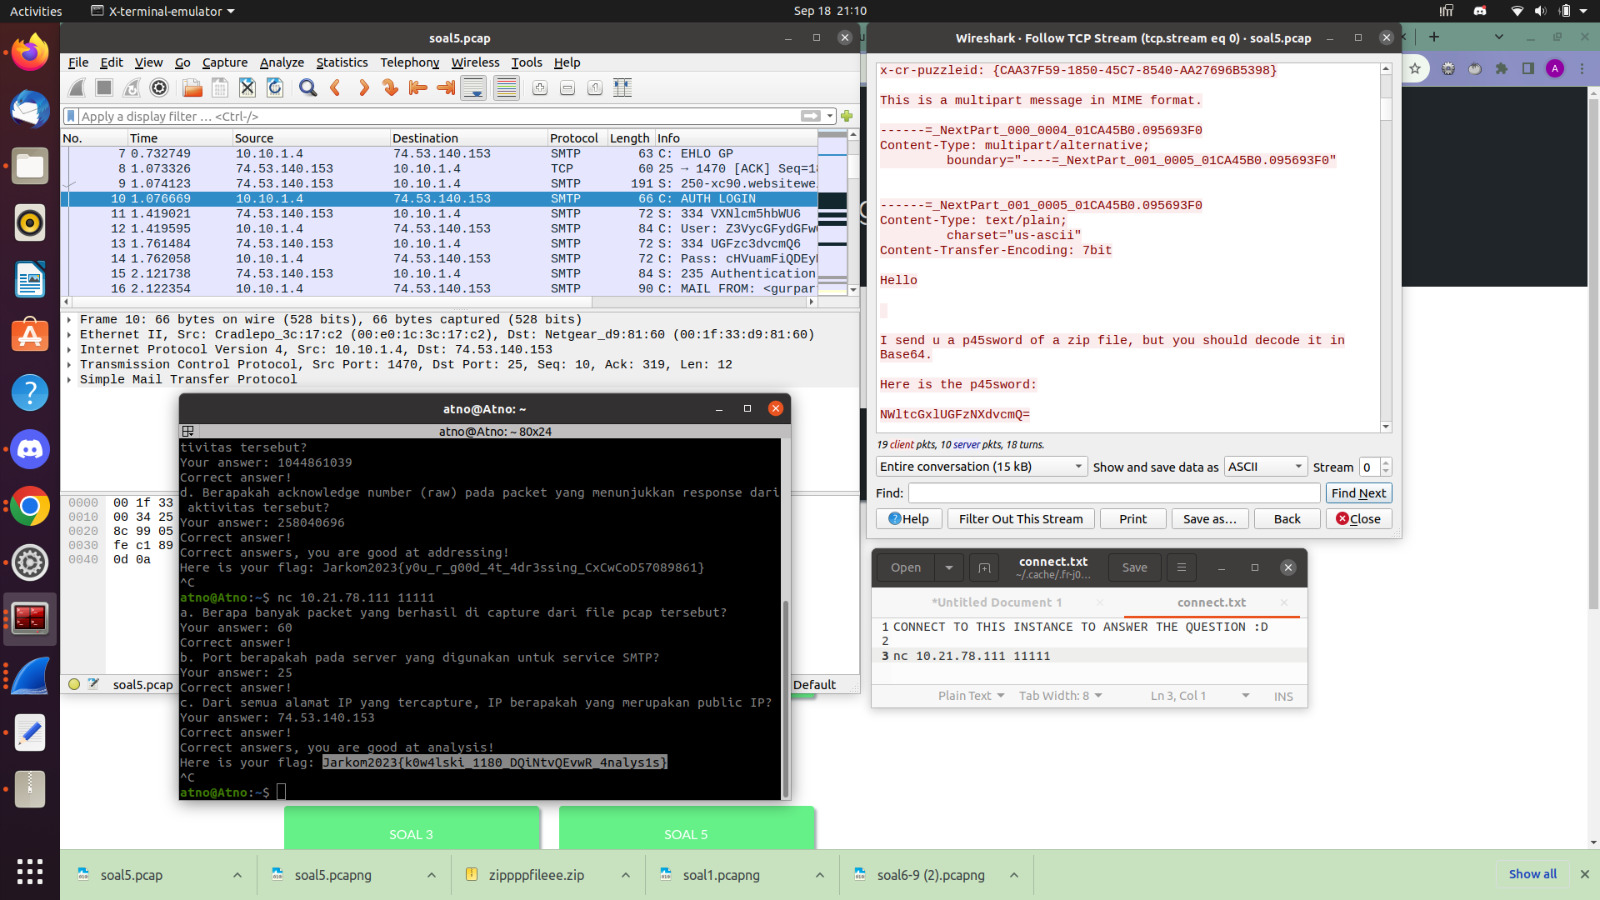 Activities
X-terminal-emulator
Sep 18 21:10
soal5.pcap
File Edit View Go Capture Analyze Statistics Telephony Wireless Tools Help
Apply a display filter … <Ctrl-/>
No. Time Source Destination Protocol Length Info
7 0.732749 10.10.1.4 74.53.140.153 SMTP 63 C: EHLO GP
8 1.073326 74.53.140.153 10.10.1.4 TCP 60 25 → 1470 [ACK] Seq=18
9 1.074123 74.53.140.153 10.10.1.4 SMTP 191 S: 250-xc90.websitewe
10 1.076669 10.10.1.4 74.53.140.153 SMTP 66 C: AUTH LOGIN
11 1.419021 74.53.140.153 10.10.1.4 SMTP 72 S: 334 VXNlcm5hbWU6
12 1.419595 10.10.1.4 74.53.140.153 SMTP 84 C: User: Z3VycGFydGFw
13 1.761484 74.53.140.153 10.10.1.4 SMTP 72 S: 334 UGFzc3dvcmQ6
14 1.762058 10.10.1.4 74.53.140.153 SMTP 72 C: Pass: cHVuamFiQDEy
15 2.121738 74.53.140.153 10.10.1.4 SMTP 84 S: 235 Authentication
16 2.122354 10.10.1.4 74.53.140.153 SMTP 90 C: MAIL FROM: <gurpar
Frame 10: 66 bytes on wire (528 bits), 66 bytes captured (528 bits)
Ethernet II, Src: Cradlepo_3c:17:c2 (00:e0:1c:3c:17:c2), Dst: Netgear_d9:81:60 (00:1f:33:d9:81:60)
Internet Protocol Version 4, Src: 10.10.1.4, Dst: 74.53.140.153
Transmission Control Protocol, Src Port: 1470, Dst Port: 25, Seq: 10, Ack: 319, Len: 12
Simple Mail Transfer Protocol
0000 00 1f 33
0010 00 34 25
0020 8c 99 05
0030 fe c1 89
0040 0d 0a
soal5.pcap
Default
atno@Atno: ~
atno@Atno: ~ 80x24
tivitas tersebut?
Your answer: 1044861039
Correct answer!
d. Berapakah acknowledge number (raw) pada packet yang menunjukkan response dari
aktivitas tersebut?
Your answer: 258040696
Correct answer!
Correct answers, you are good at addressing!
Here is your flag: Jarkom2023{y0u_r_g00d_4t_4dr3ssing_CxCwCoD57089861}
^C
atno@Atno:~$ nc 10.21.78.111 11111
a. Berapa banyak packet yang berhasil di capture dari file pcap tersebut?
Your answer: 60
Correct answer!
b. Port berapakah pada server yang digunakan untuk service SMTP?
Your answer: 25
Correct answer!
c. Dari semua alamat IP yang tercapture, IP berapakah yang merupakan public IP?
Your answer: 74.53.140.153
Correct answer!
Correct answers, you are good at analysis!
Here is your flag: Jarkom2023{k0w4lski_1180_DQiNtvQEvwR_4nalys1s}
^C
atno@Atno:~$
Wireshark · Follow TCP Stream (tcp.stream eq 0) · soal5.pcap
x-cr-puzzleid: {CAA37F59-1850-45C7-8540-AA27696B5398}
This is a multipart message in MIME format.
------=_NextPart_000_0004_01CA45B0.095693F0
Content-Type: multipart/alternative;
boundary="----=_NextPart_001_0005_01CA45B0.095693F0"
------=_NextPart_001_0005_01CA45B0.095693F0
Content-Type: text/plain;
charset="us-ascii"
Content-Transfer-Encoding: 7bit
Hello
I send u a p45sword of a zip file, but you should decode it in
Base64.
Here is the p45sword:
NWltcGxlUGFzNXdvcmQ=
19 client pkts, 10 server pkts, 18 turns.
Entire conversation (15 kB) Show and save data as ASCII Stream 0
Find: Find Next
Help Filter Out This Stream Print Save as… Back Close
Open connect.txt Save
~/.cache/.fr-j0…
*Untitled Document 1 connect.txt
1 CONNECT TO THIS INSTANCE TO ANSWER THE QUESTION :D
2
3 nc 10.21.78.111 11111
Plain Text Tab Width: 8 Ln 3, Col 1 INS
A
SOAL 3 SOAL 5
soal5.pcap soal5.pcapng zippppfileee.zip soal1.pcapng soal6-9 (2).pcapng Show all